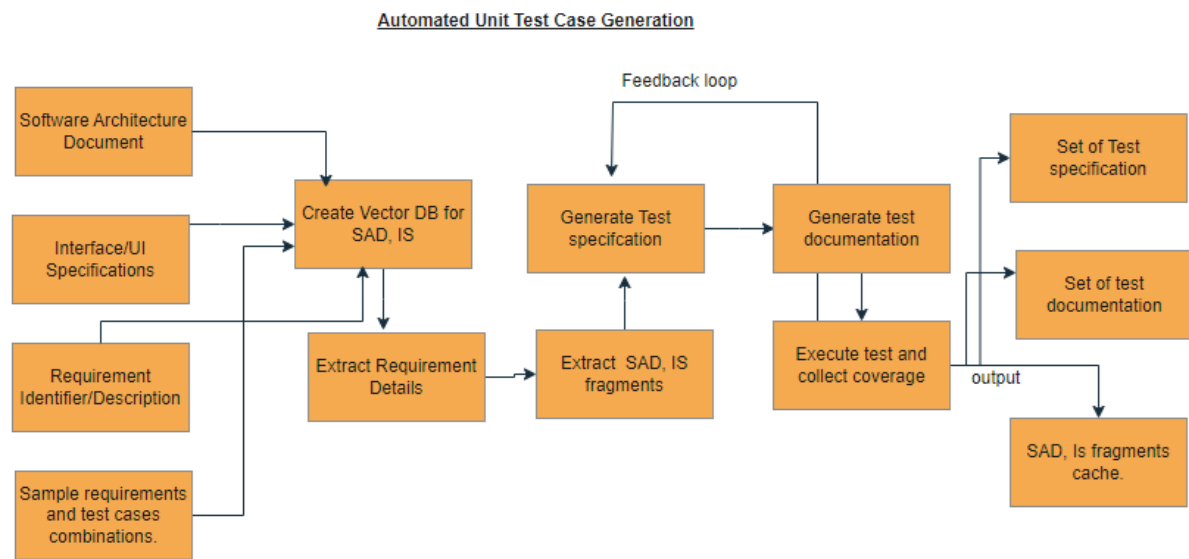 Automated Unit Test Case Generation
Feedback loop
Software Architecture
Document
Interface/UI
Specifications
Requirement
Identifier/Description
Sample requirements
and test cases
combinations.
Create Vector DB for
SAD, IS
Extract Requirement
Details
Extract SAD, IS
fragments
Generate Test
specifcation
Generate test
documentation
Execute test and
collect coverage
output
Set of Test
specification
Set of test
documentation
SAD, Is fragments
cache.